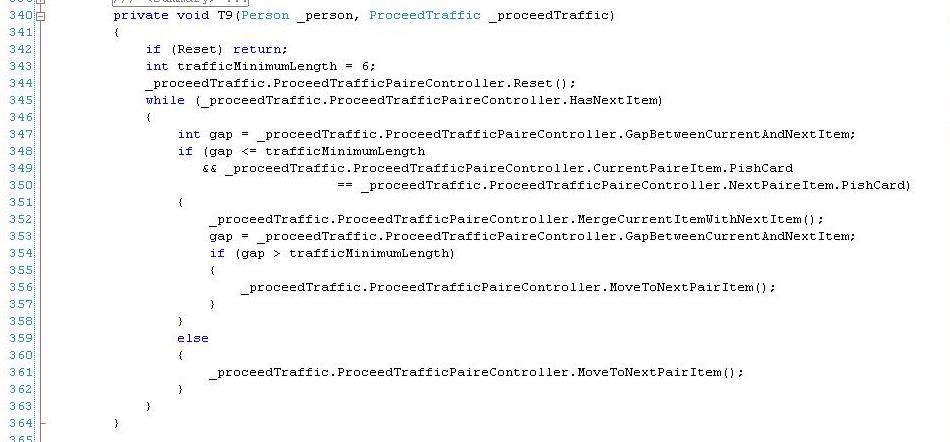 340 private void T9(Person _person, ProceedTraffic _proceedTraffic)
341 {
342 if (Reset) return;
343 int trafficMinimumLength = 6;
344 _proceedTraffic.ProceedTrafficPaireController.Reset();
345 while (_proceedTraffic.ProceedTrafficPaireController.HasNextItem)
346 {
347 int gap = _proceedTraffic.ProceedTrafficPaireController.GapBetweenCurrentAndNextItem;
348 if (gap <= trafficMinimumLength
349 && _proceedTraffic.ProceedTrafficPaireController.CurrentPaireItem.PishCard
350 == _proceedTraffic.ProceedTrafficPaireController.NextPaireItem.PishCard)
351 {
352 _proceedTraffic.ProceedTrafficPaireController.MergeCurrentItemWithNextItem();
353 gap = _proceedTraffic.ProceedTrafficPaireController.GapBetweenCurrentAndNextItem;
354 if (gap > trafficMinimumLength)
355 {
356 _proceedTraffic.ProceedTrafficPaireController.MoveToNextPairItem();
357 }
358 }
359 else
360 {
361 _proceedTraffic.ProceedTrafficPaireController.MoveToNextPairItem();
362 }
363 }
364 }